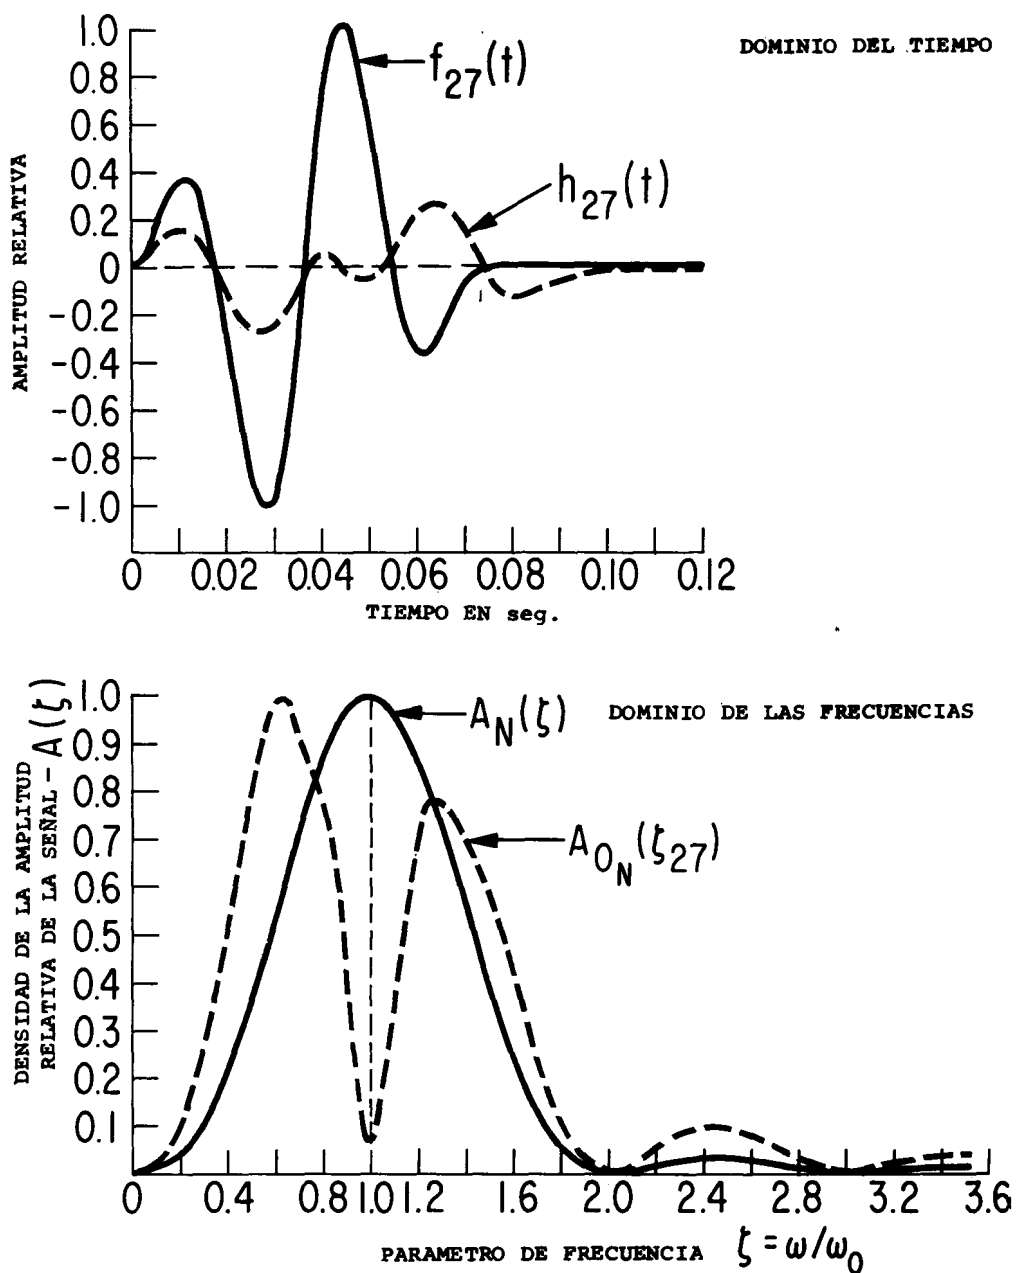 DOMINIO DEL TIEMPO
AMPLITUD RELATIVA
1.0
0.8
0.6
0.4
0.2
0
-0.2
-0.4
-0.6
-0.8
-1.0
f27(t)
h27(t)
0 0.02 0.04 0.06 0.08 0.10 0.12
TIEMPO EN seg.
DENSIDAD DE LA AMPLITUD
RELATIVA DE LA SEÑAL - A(ζ)
1.0
0.9
0.8
0.7
0.6
0.5
0.4
0.3
0.2
0.1
AN(ζ)
DOMINIO DE LAS FRECUENCIAS
AON(ζ27)
0 0.4 0.8 1.0 1.2 1.6 2.0 2.4 2.8 3.2 3.6
PARAMETRO DE FRECUENCIA ζ = ω/ω0